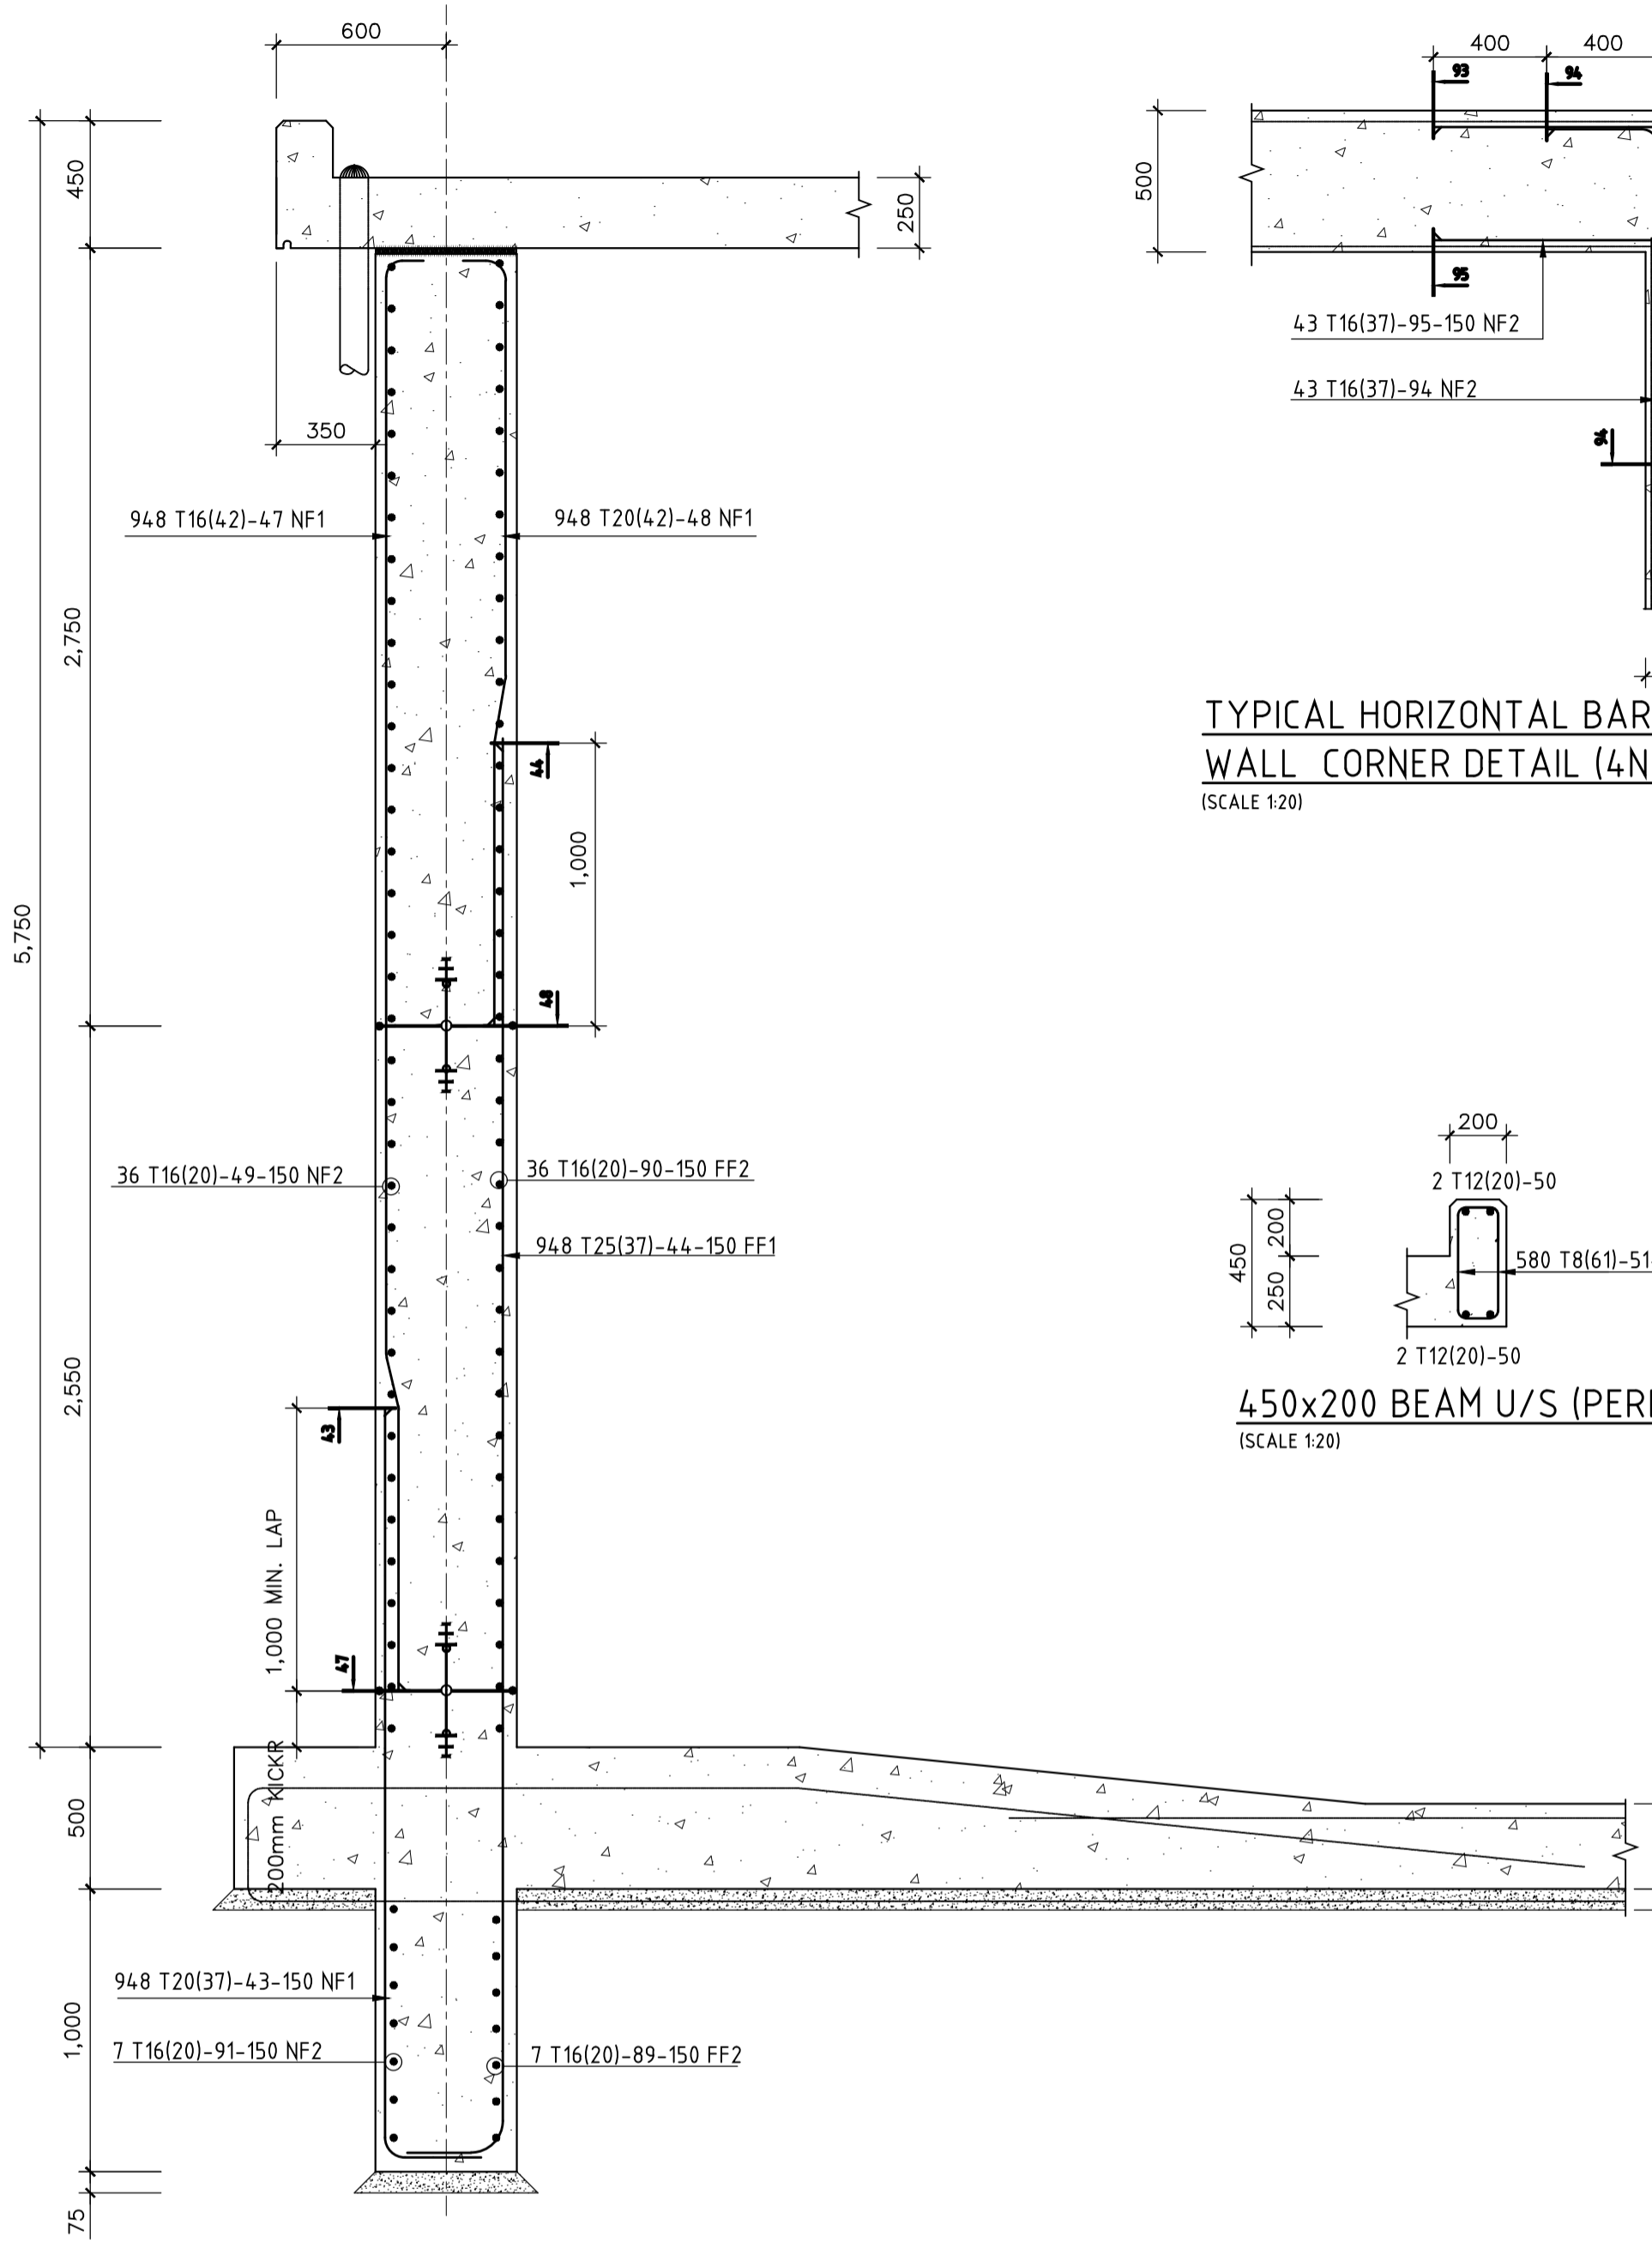 600
450
250
350
948 T16(42)-47 NF1
948 T20(42)-48 NF1
2,750
44
1,000
5,750
48
36 T16(20)-49-150 NF2
36 T16(20)-90-150 FF2
948 T25(37)-44-150 FF1
2,550
43
1,000 MIN. LAP
47
200mm KICKR
500
948 T20(37)-43-150 NF1
1,000
7 T16(20)-91-150 NF2
7 T16(20)-89-150 FF2
75
400
400
93
94
500
95
43 T16(37)-95-150 NF2
43 T16(37)-94 NF2
94
TYPICAL HORIZONTAL BAR
WALL CORNER DETAIL (4N
(SCALE 1:20)
200
2 T12(20)-50
450
200
250
580 T8(61)-51
2 T12(20)-50
450x200 BEAM U/S (PER
(SCALE 1:20)